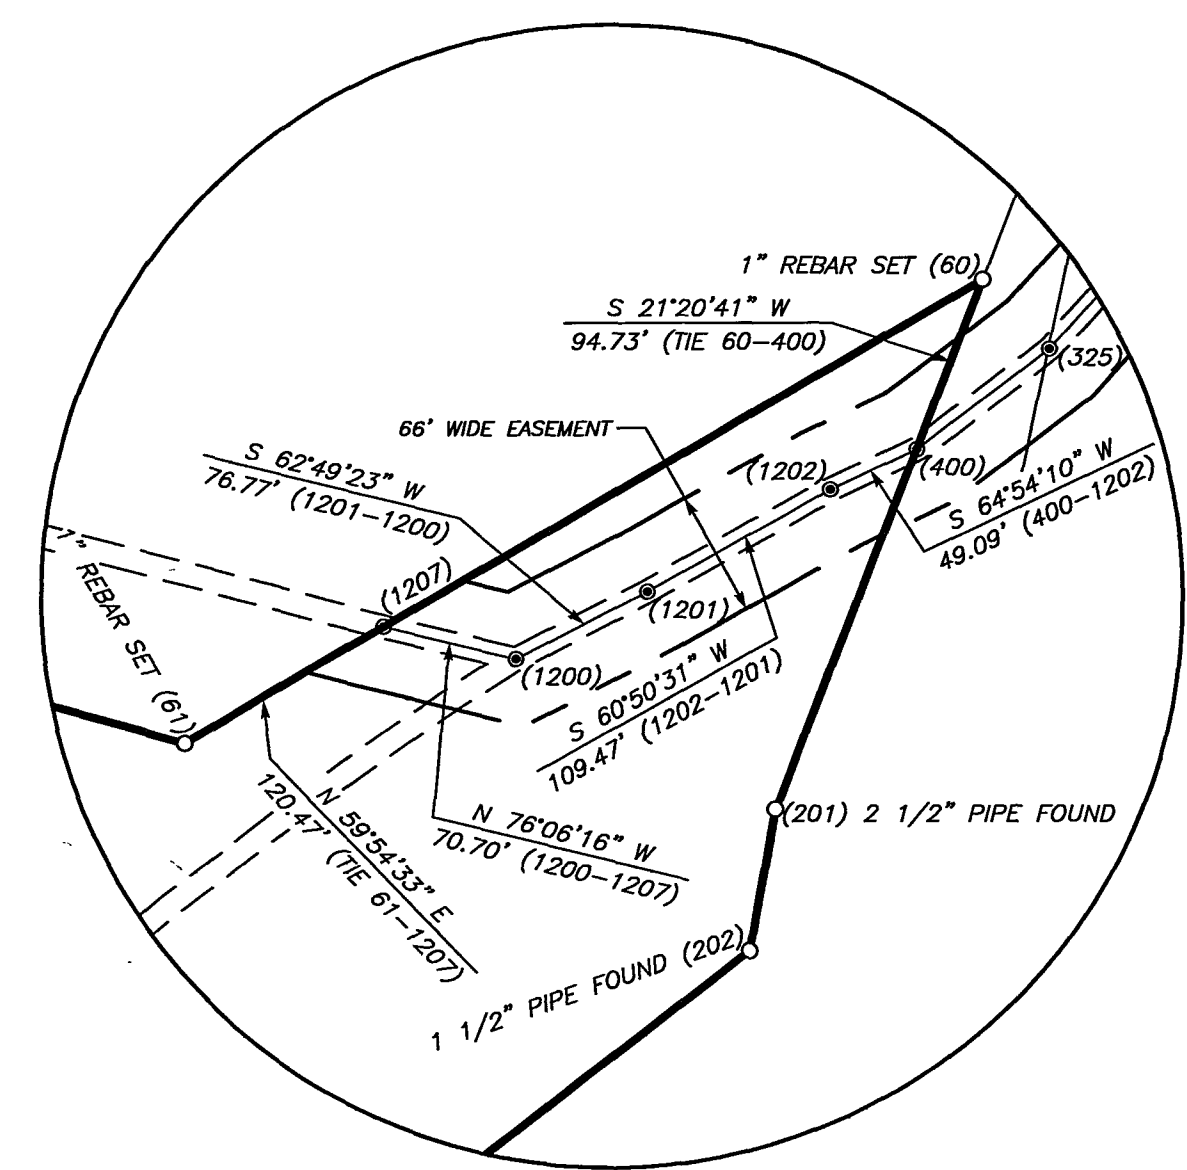 1" REBAR SET (60)
S 21°20'41" W
94.73' (TIE 60-400)
(325)
66' WIDE EASEMENT
S 62°49'23" W
76.77' (1201-1200)
(1202)
(400)
S 64°54'10" W
49.09' (400-1202)
1" REBAR SET (61)
(1207)
(1201)
(1200)
S 60°50'31" W
109.47' (1202-1201)
N 59°54'33" E
120.47' (TIE 61-1207)
N 76°06'16" W
70.70' (1200-1207)
(201) 2 1/2" PIPE FOUND
1 1/2" PIPE FOUND (202)